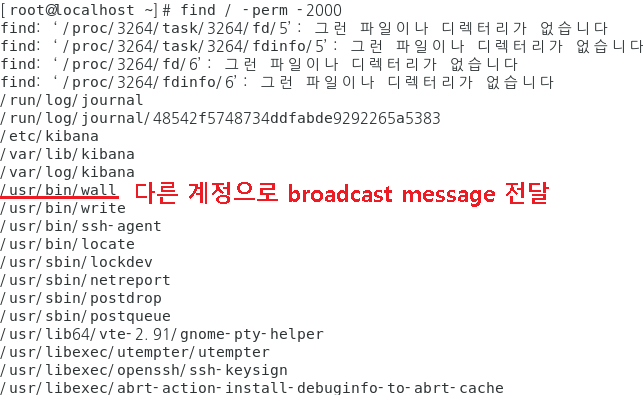 [root@localhost ~]# find / -perm -2000
find: ‘/proc/3264/task/3264/fd/5’: 그런 파일이나 디렉터리가 없습니다
find: ‘/proc/3264/task/3264/fdinfo/5’: 그런 파일이나 디렉터리가 없습니다
find: ‘/proc/3264/fd/6’: 그런 파일이나 디렉터리가 없습니다
find: ‘/proc/3264/fdinfo/6’: 그런 파일이나 디렉터리가 없습니다
/run/log/journal
/run/log/journal/48542f5748734ddfabde9292265a5383
/etc/kibana
/var/lib/kibana
/var/log/kibana
/usr/bin/wall 다른 계정으로 broadcast message 전달
/usr/bin/write
/usr/bin/ssh-agent
/usr/bin/locate
/usr/sbin/lockdev
/usr/sbin/netreport
/usr/sbin/postdrop
/usr/sbin/postqueue
/usr/lib64/vte-2.91/gnome-pty-helper
/usr/libexec/utempter/utempter
/usr/libexec/openssh/ssh-keysign
/usr/libexec/abrt-action-install-debuginfo-to-abrt-cache